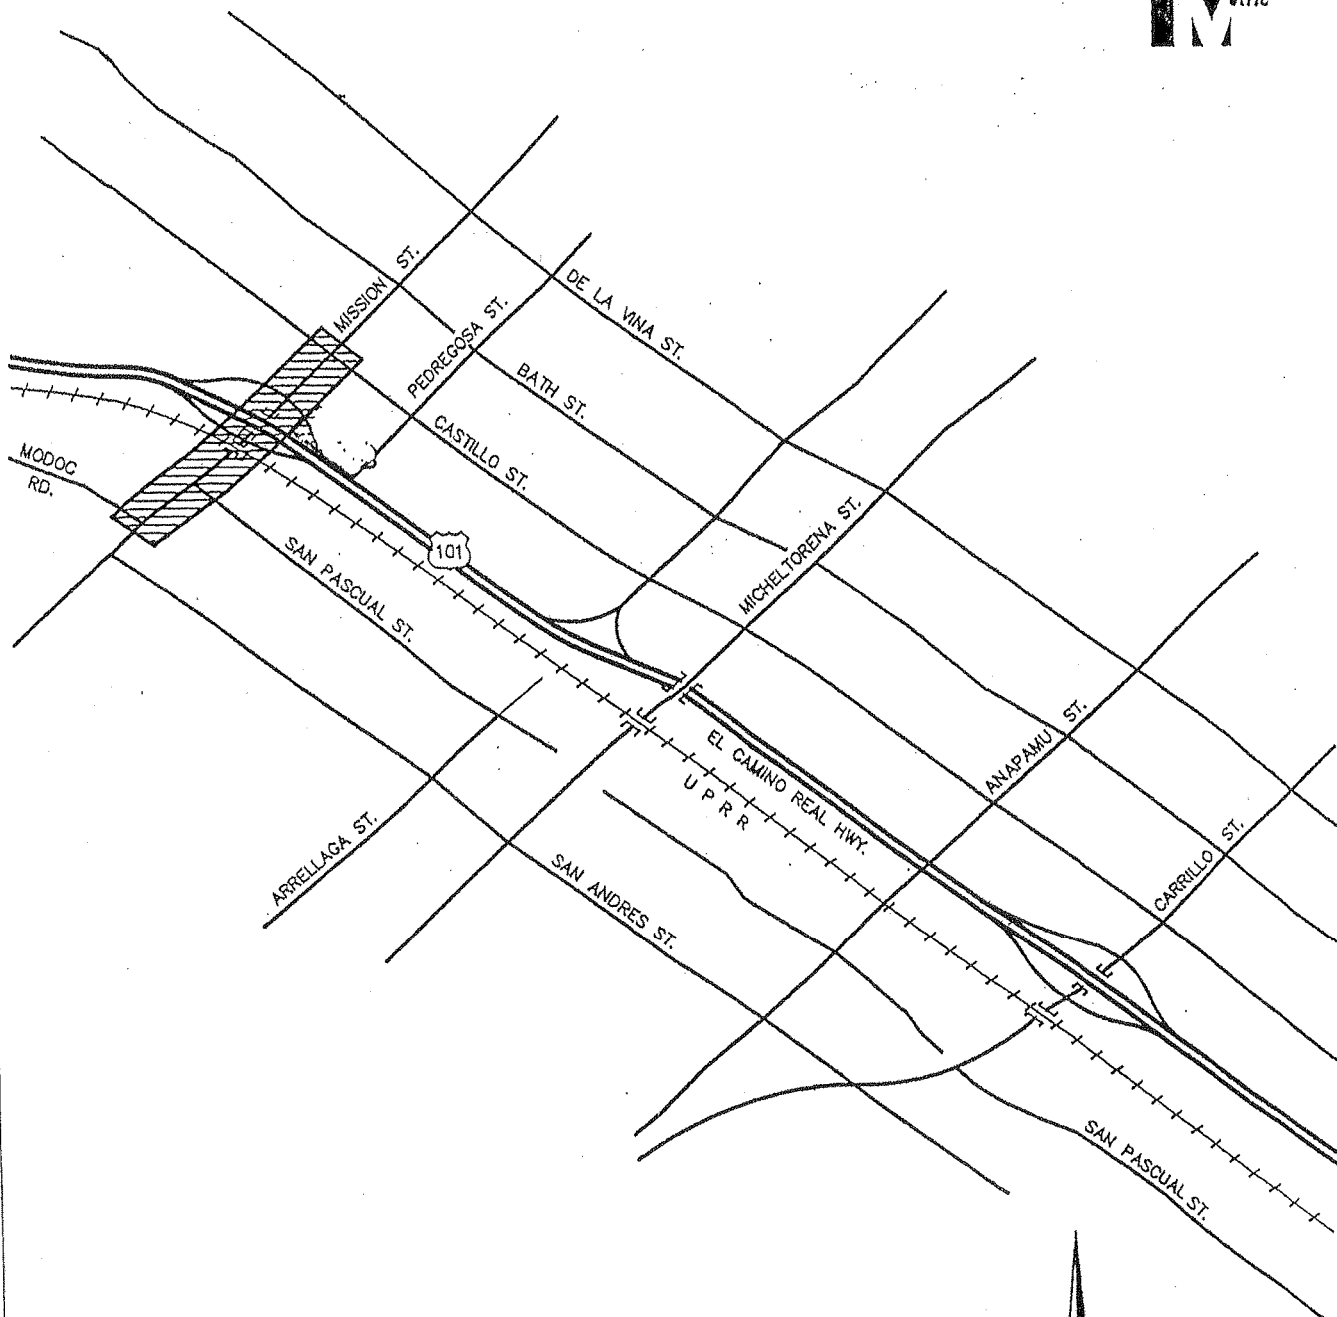 M
MISSION ST.
PEDREGOSA ST.
DE LA VINA ST.
BATH ST.
CASTILLO ST.
MODOC
RD.
101
SAN PASCUAL ST.
MICHELTORENA ST.
EL CAMINO REAL HWY.
U P R R
ANAPAMU ST.
ARRELLAGA ST.
SAN ANDRES ST.
CARRILLO ST.
SAN PASCUAL ST.